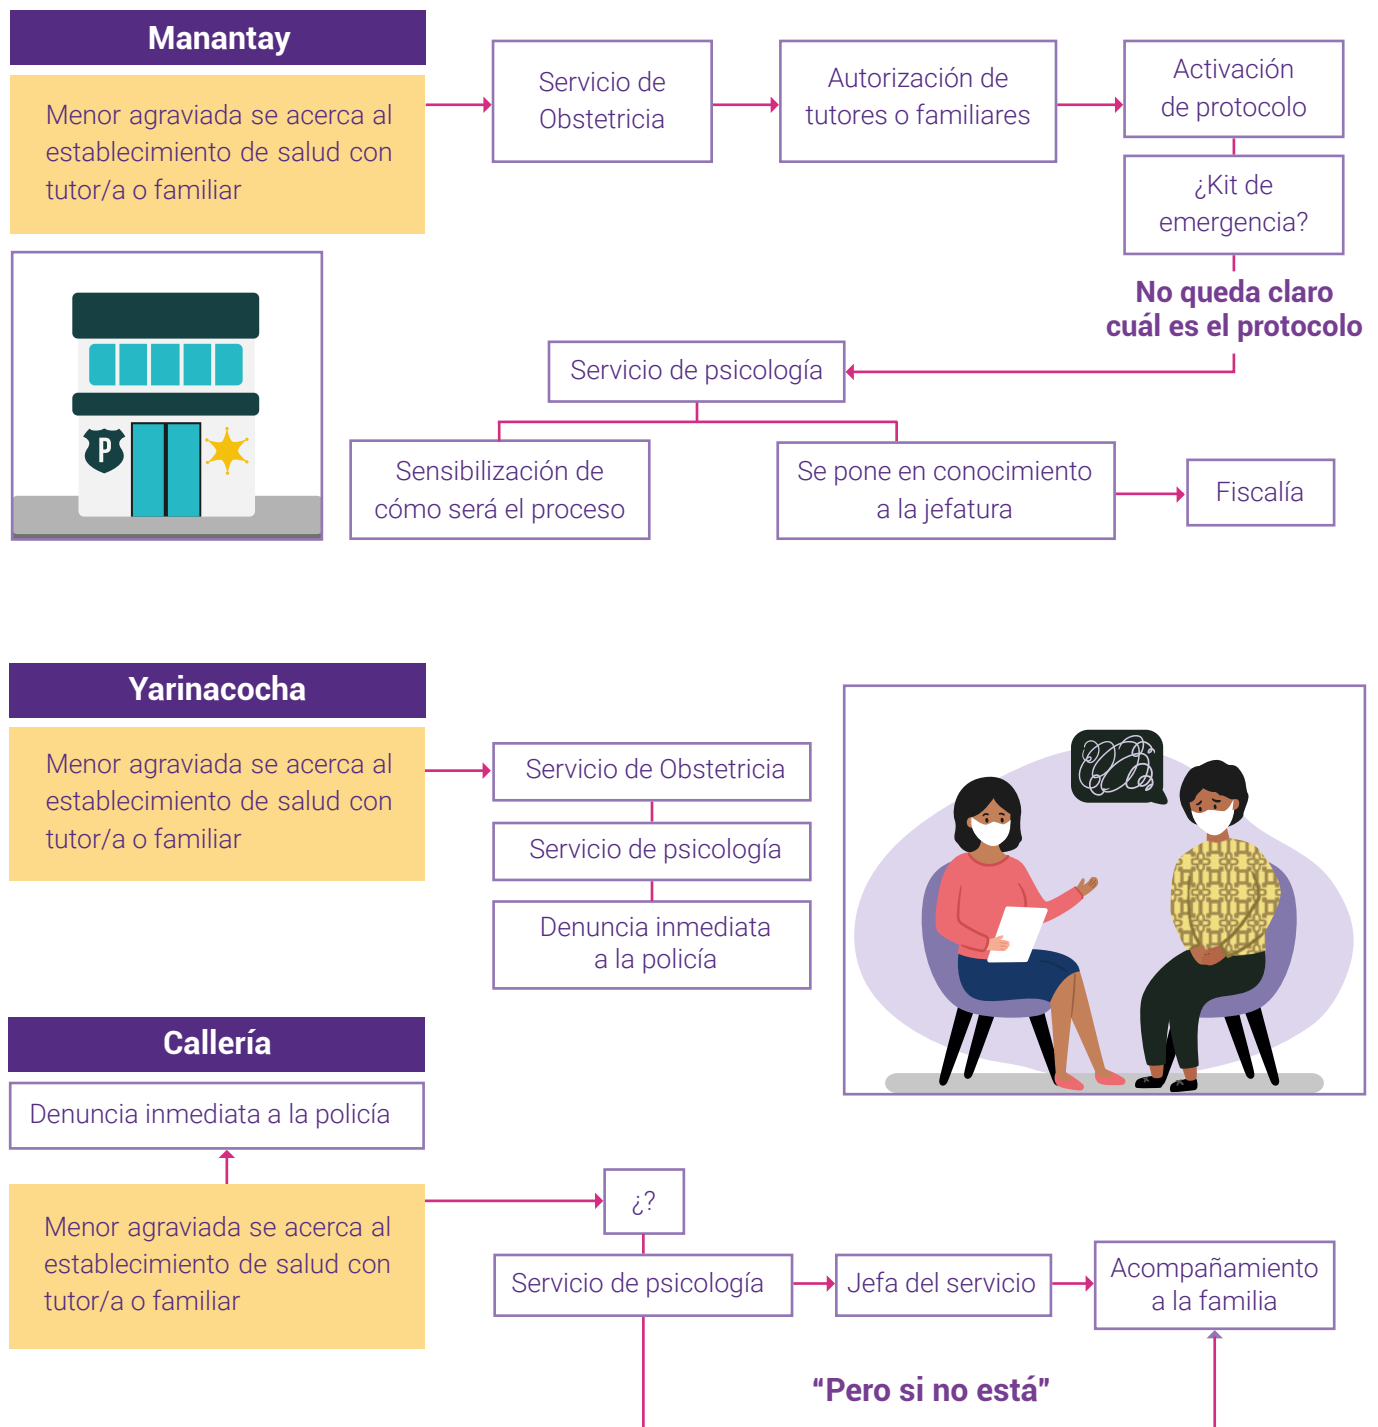 Manantay
Menor agraviada se acerca al
establecimiento de salud con
tutor/a o familiar
Servicio de
Obstetricia
Autorización de
tutores o familiares
Activación
de protocolo
¿Kit de
emergencia?
No queda claro
cuál es el protocolo
Servicio de psicología
Sensibilización de
cómo será el proceso
Se pone en conocimiento
a la jefatura
Fiscalía
P
Yarinacocha
Menor agraviada se acerca al
establecimiento de salud con
tutor/a o familiar
Servicio de Obstetricia
Servicio de psicología
Denuncia inmediata
a la policía
Callería
Denuncia inmediata a la policía
Menor agraviada se acerca al
establecimiento de salud con
tutor/a o familiar
¿?
Servicio de psicología
Jefa del servicio
Acompañamiento
a la familia
“Pero si no está”